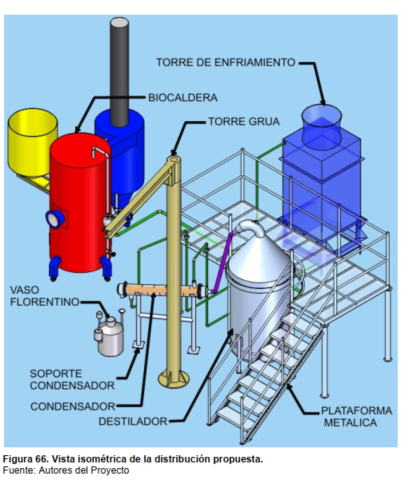 TORRE DE ENFRIAMIENTO
BIOCALDERA
TORRE GRUA
VASO
FLORENTINO
SOPORTE
CONDENSADOR
CONDENSADOR
DESTILADOR
PLATAFORMA
METALICA
Figura 66. Vista isométrica de la distribución propuesta.
Fuente: Autores del Proyecto